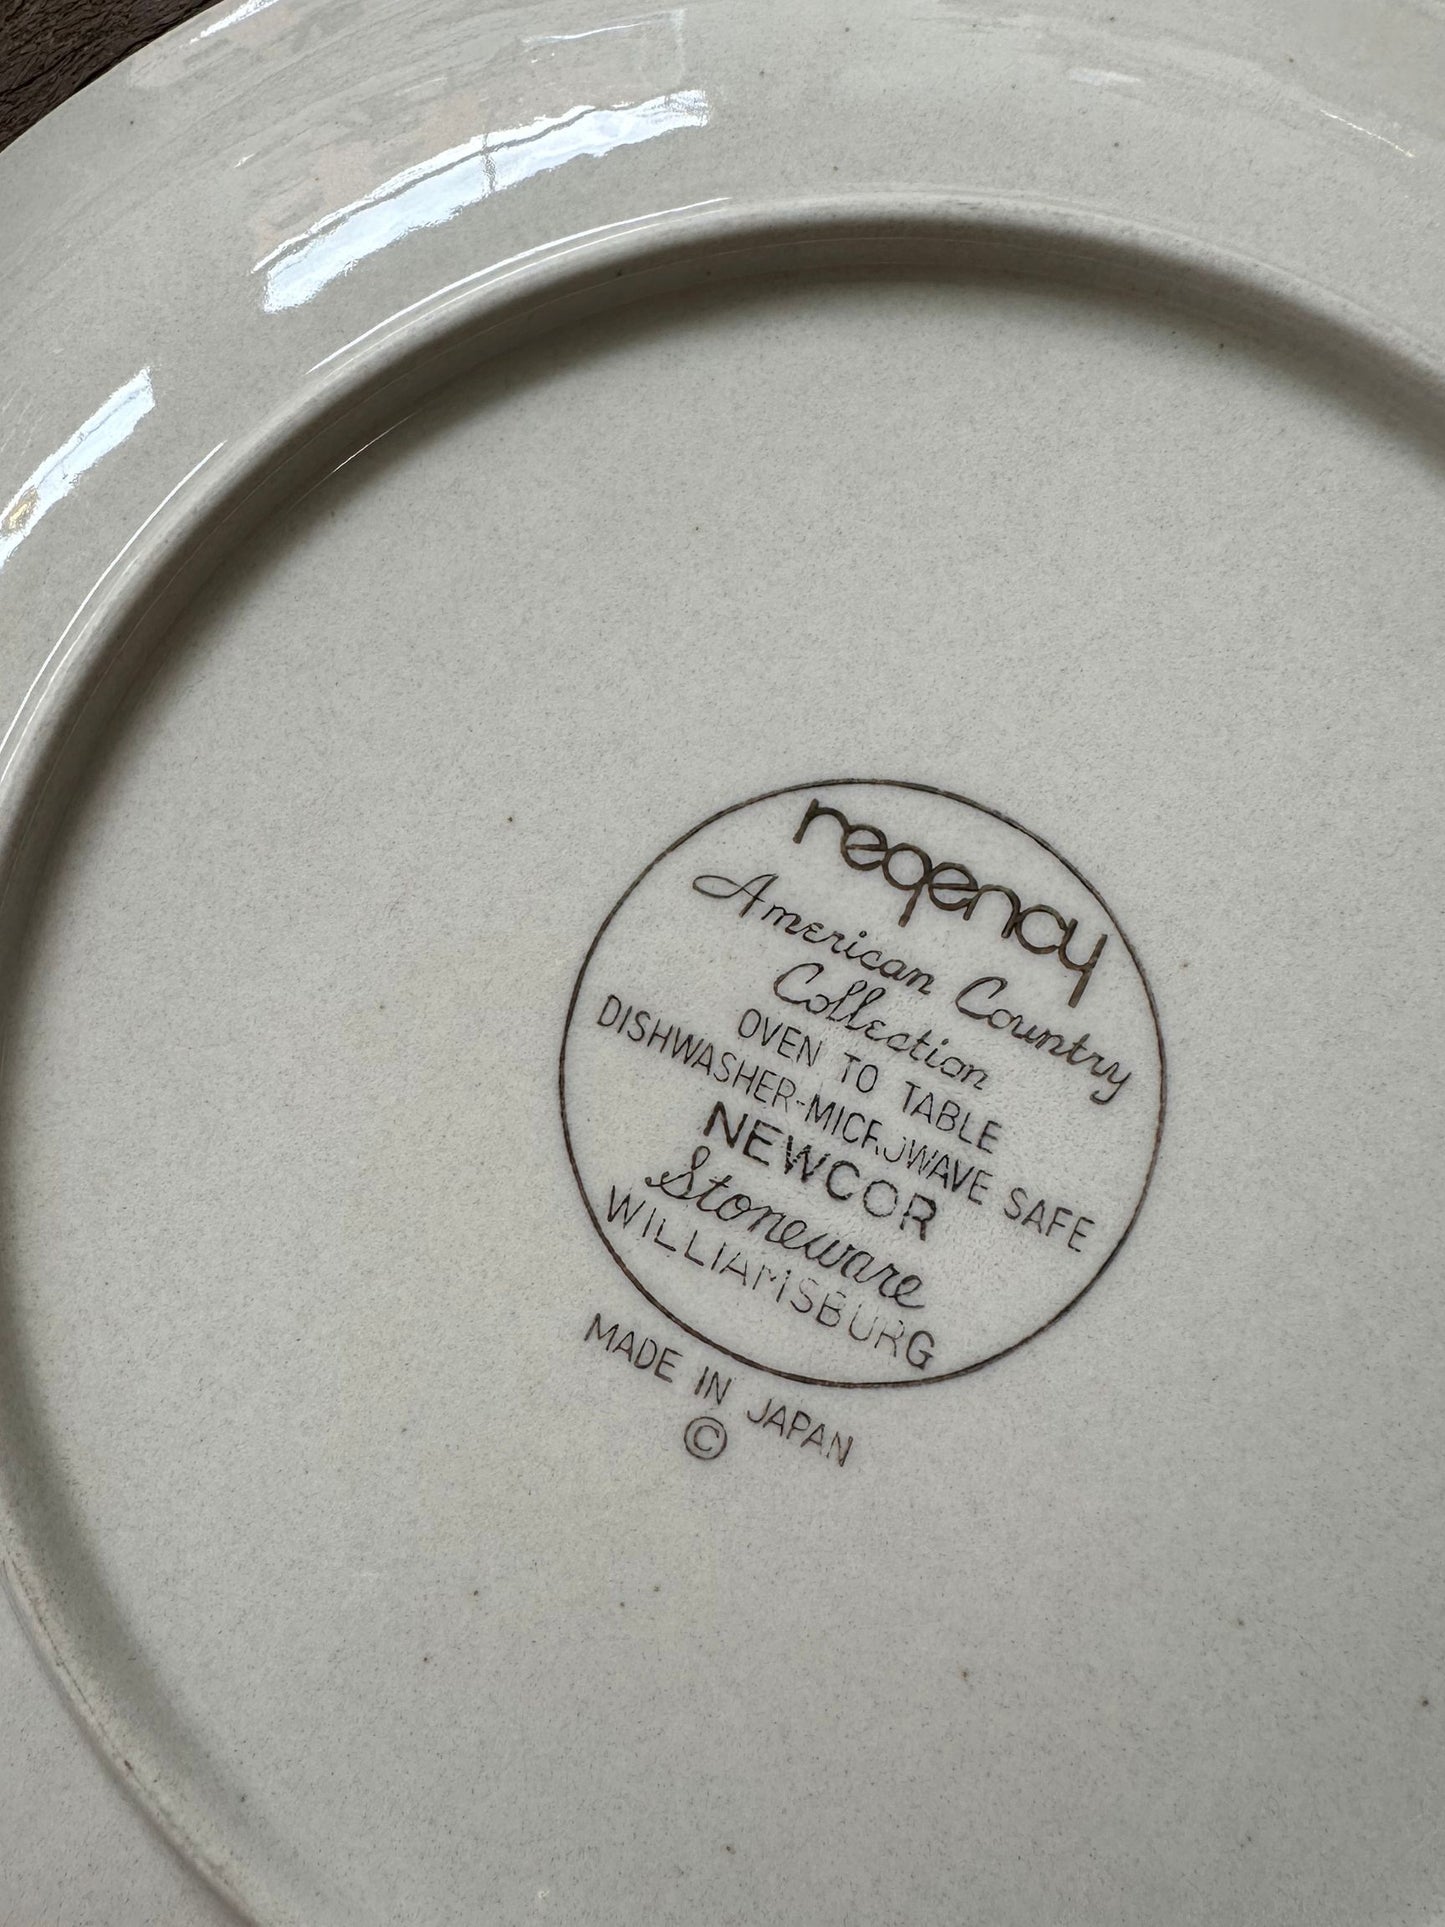 regency
American Country
Collection
OVEN TO TABLE
DISHWASHER-MICROWAVE SAFE
NEWCOR
Stoneware
WILLIAMSBURG
MADE IN JAPAN
©